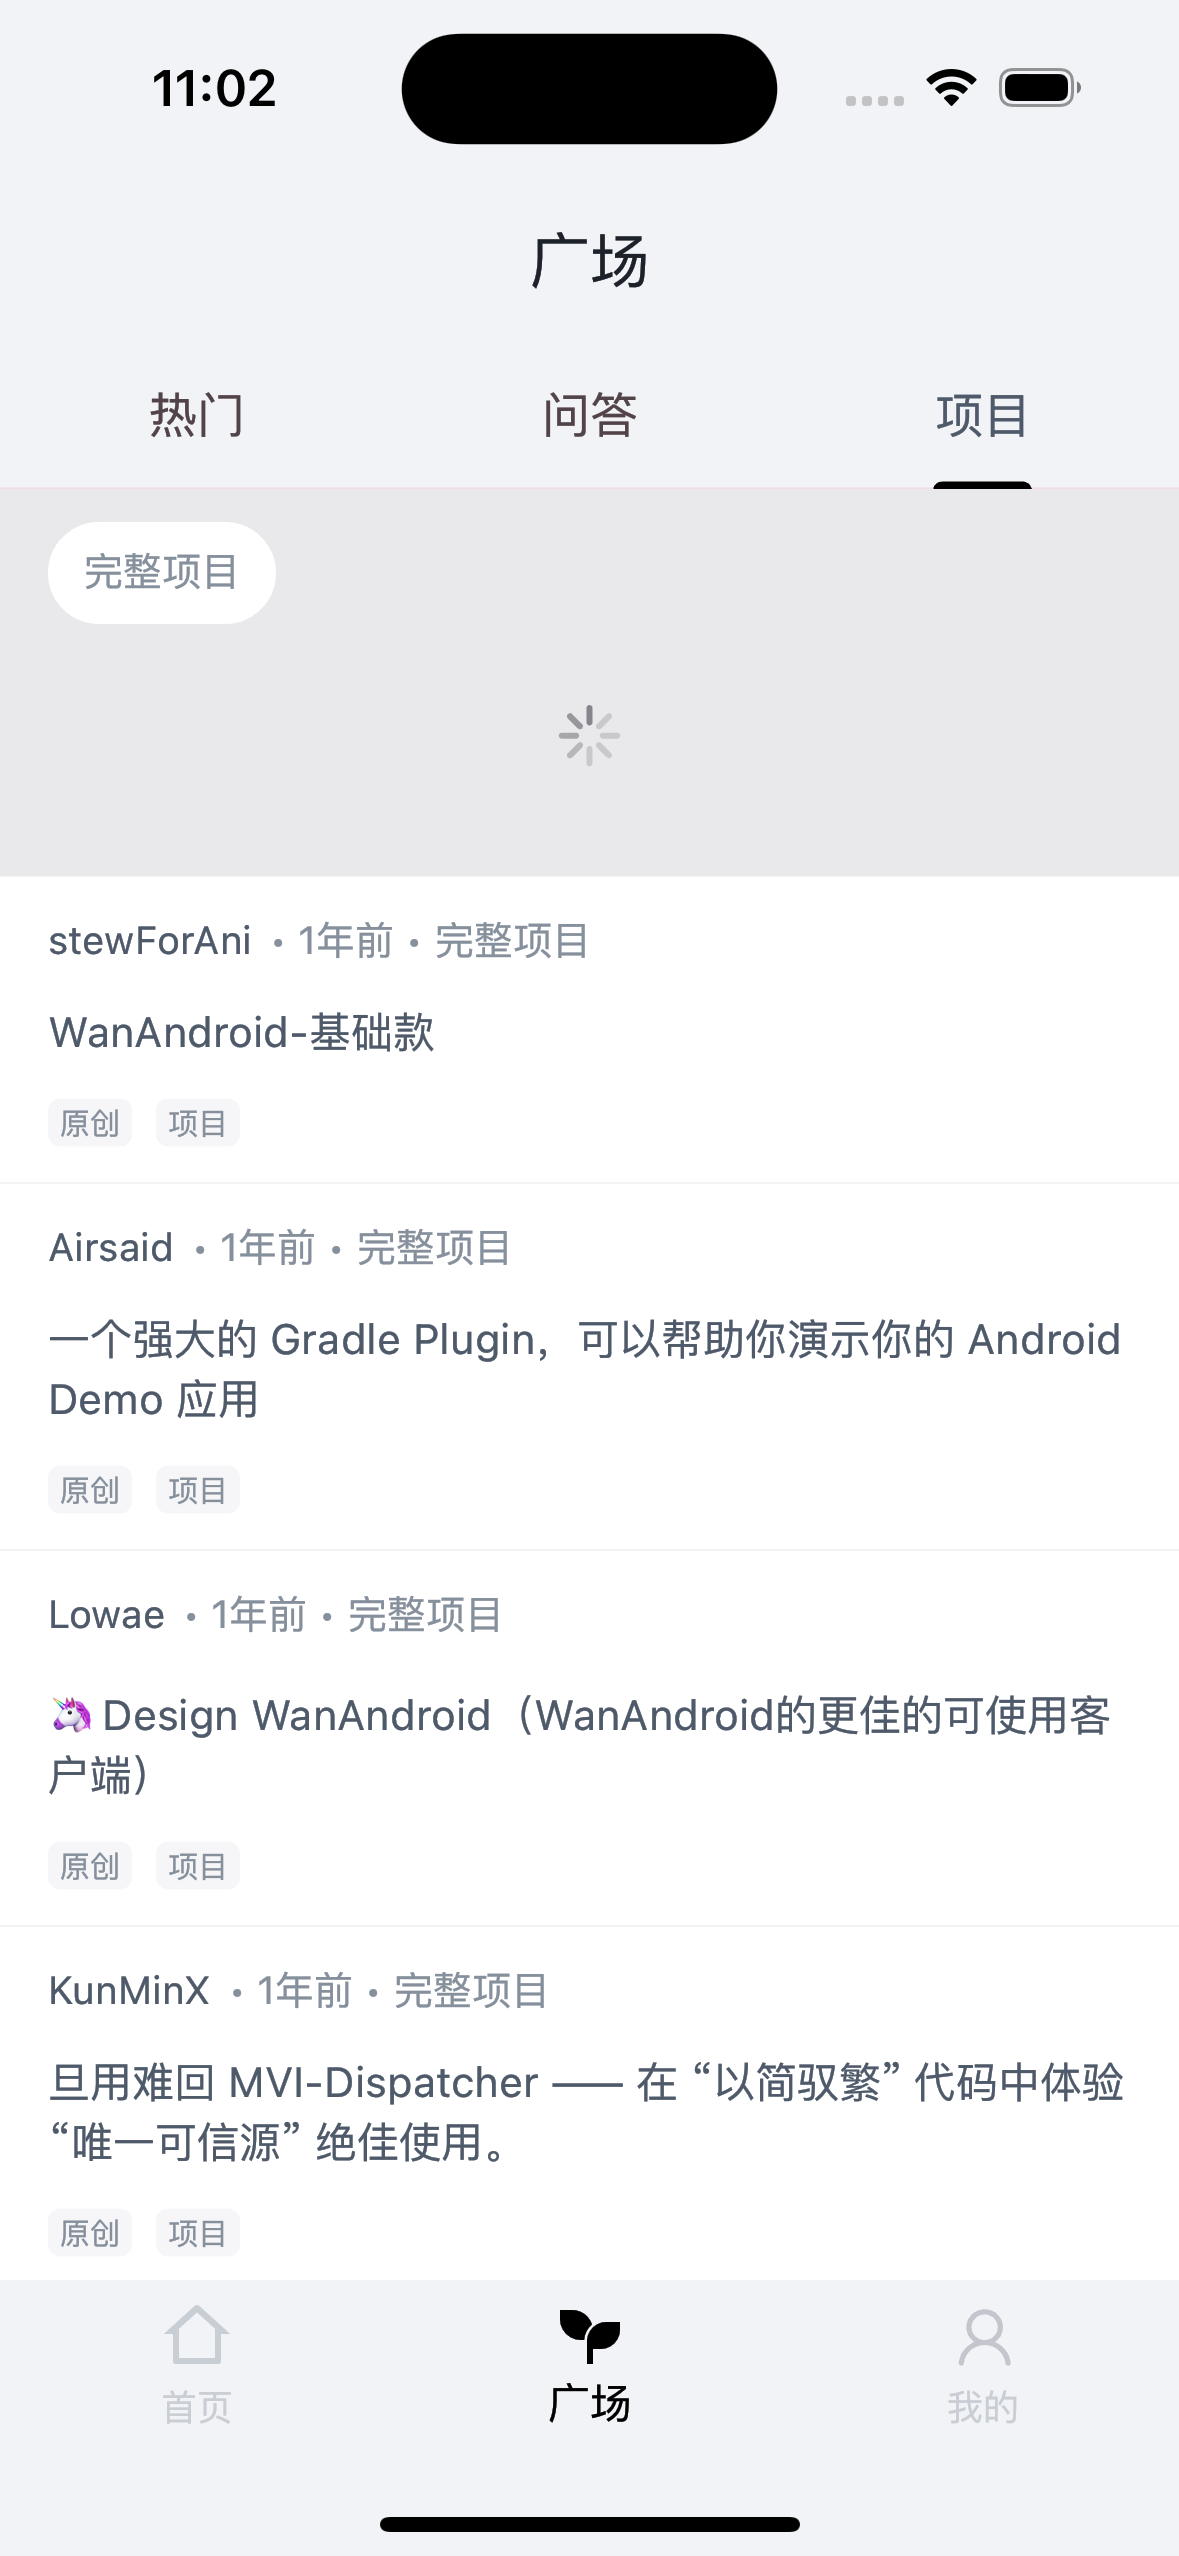 11:02
广场
热门 问答 项目
完整项目
stewForAni • 1年前 • 完整项目
WanAndroid-基础款
原创 项目
Airsaid • 1年前 • 完整项目
一个强大的 Gradle Plugin，可以帮助你演示你的 Android
Demo 应用
原创 项目
Lowae • 1年前 • 完整项目
🦄 Design WanAndroid（WanAndroid的更佳的可使用客
户端）
原创 项目
KunMinX • 1年前 • 完整项目
旦用难回 MVI-Dispatcher —— 在 “以简驭繁” 代码中体验
“唯一可信源” 绝佳使用。
原创 项目
首页 广场 我的